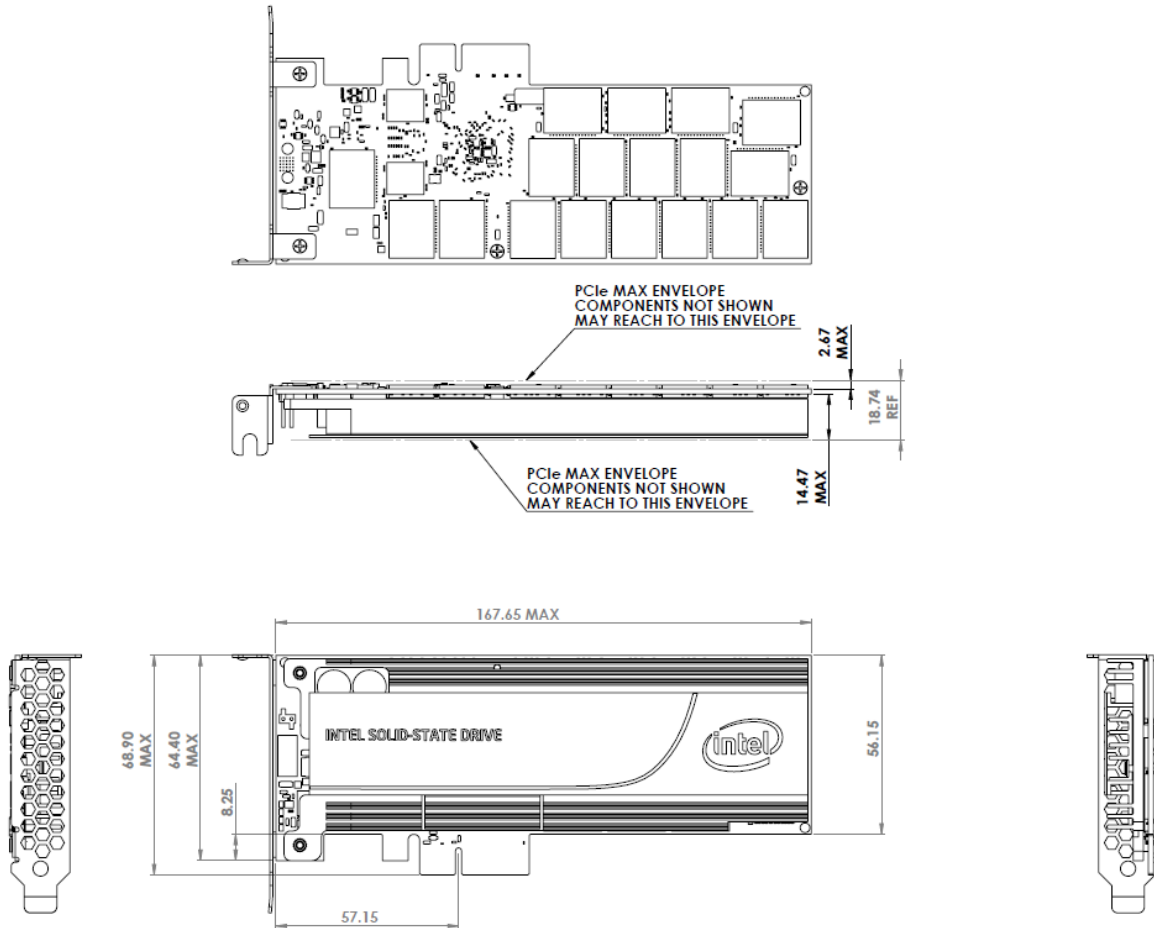 PCIe MAX ENVELOPE
COMPONENTS NOT SHOWN
MAY REACH TO THIS ENVELOPE
2.67
MAX
18.74
REF
14.47
MAX
PCIe MAX ENVELOPE
COMPONENTS NOT SHOWN
MAY REACH TO THIS ENVELOPE
167.65 MAX
68.90
MAX
64.40
MAX
8.25
INTEL SOLID-STATE DRIVE
intel
56.15
57.15